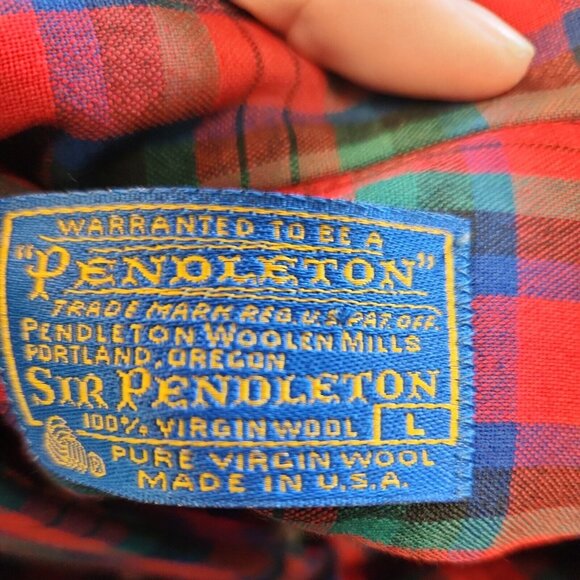 WARRANTED TO BE A
"PENDLETON"
TRADE MARK REG. U.S. PAT. OFF.
PENDLETON WOOLEN MILLS
PORTLAND, OREGON
SIR PENDLETON
100% VIRGIN WOOL L
PURE VIRGIN WOOL
MADE IN U.S.A.